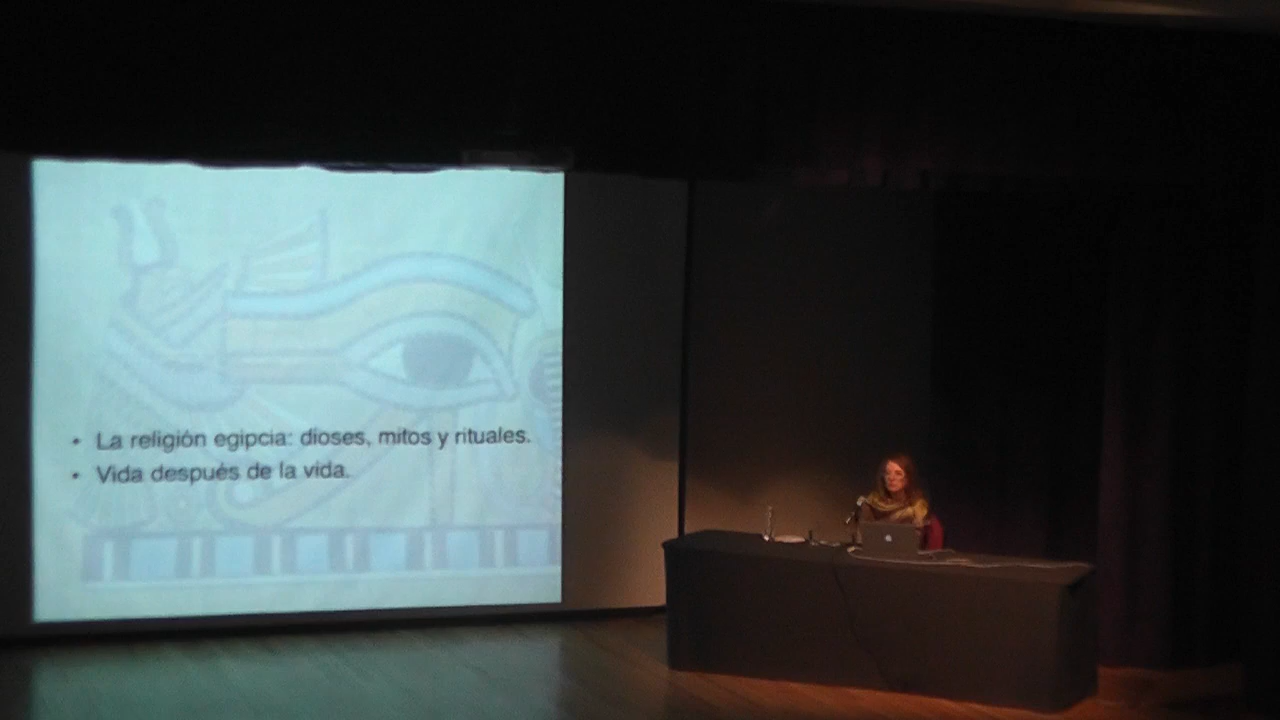 • La religión egipcia: dioses, mitos y rituales.
• Vida después de la vida.